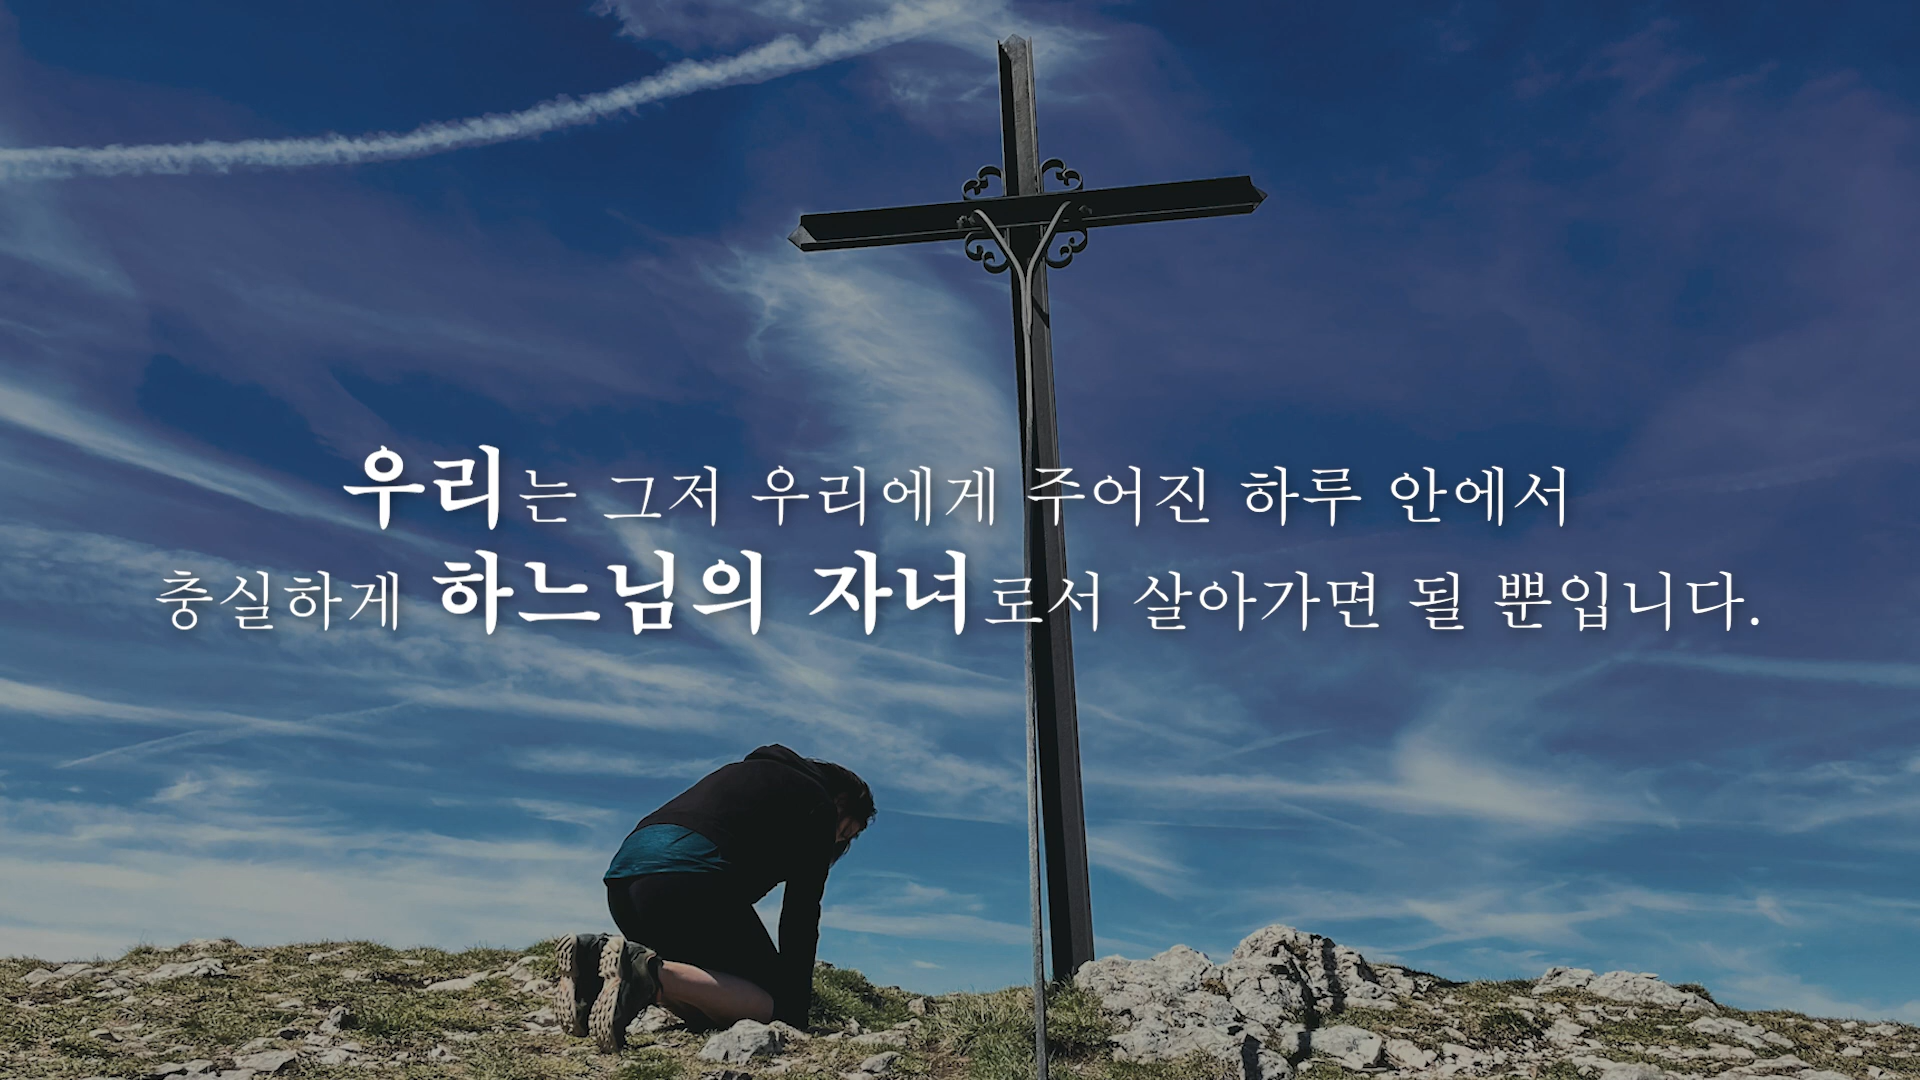 우리는 그저 우리에게 주어진 하루 안에서
충실하게 하느님의 자녀로서 살아가면 될 뿐입니다.